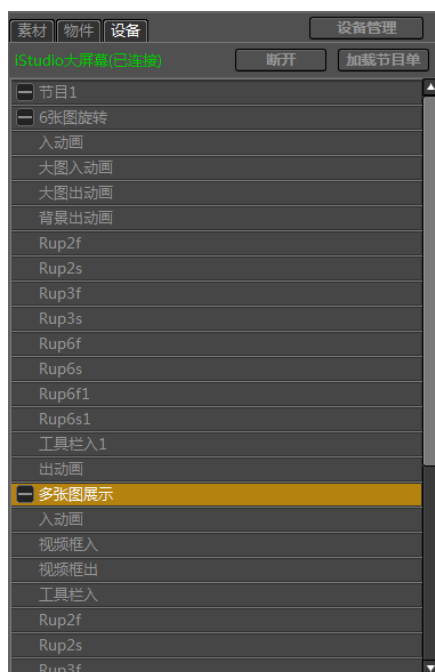 素材 物件 设备 设备管理
iStudio大屏幕(已连接) 断开 加载节目单
节目1
6张图旋转
入动画
大图入动画
大图出动画
背景出动画
Rup2f
Rup2s
Rup3f
Rup3s
Rup6f
Rup6s
Rup6f1
Rup6s1
工具栏入1
出动画
多张图展示
入动画
视频框入
视频框出
工具栏入
Rup2f
Rup2s
Rup3f